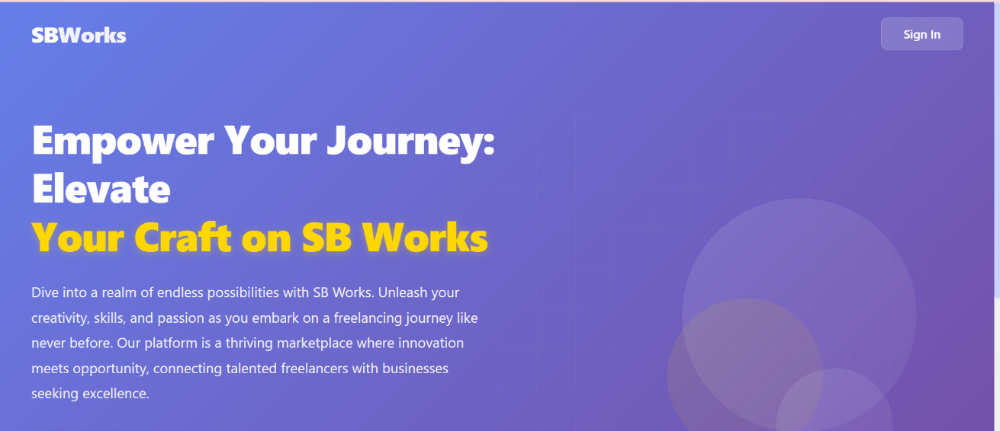 SBWorks
Sign In
Empower Your Journey:
Elevate
Your Craft on SB Works
Dive into a realm of endless possibilities with SB Works. Unleash your
creativity, skills, and passion as you embark on a freelancing journey like
never before. Our platform is a thriving marketplace where innovation
meets opportunity, connecting talented freelancers with businesses
seeking excellence.